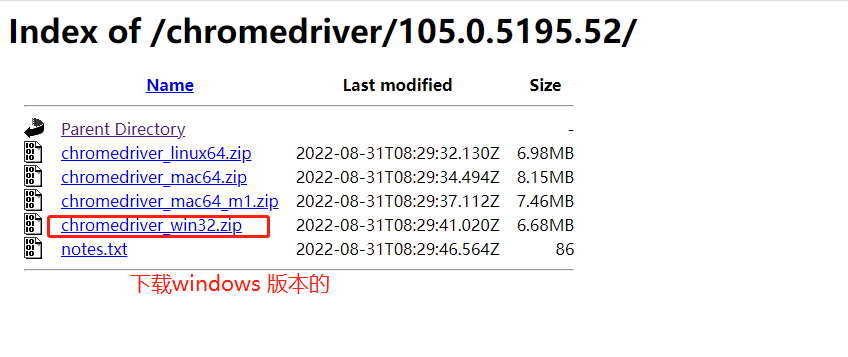 Index of /chromedriver/105.0.5195.52/
Name Last modified Size
Parent Directory -
chromedriver_linux64.zip 2022-08-31T08:29:32.130Z 6.98MB
chromedriver_mac64.zip 2022-08-31T08:29:34.494Z 8.15MB
chromedriver_mac64_m1.zip 2022-08-31T08:29:37.112Z 7.46MB
chromedriver_win32.zip 2022-08-31T08:29:41.020Z 6.68MB
notes.txt 2022-08-31T08:29:46.564Z 86
下载windows 版本的